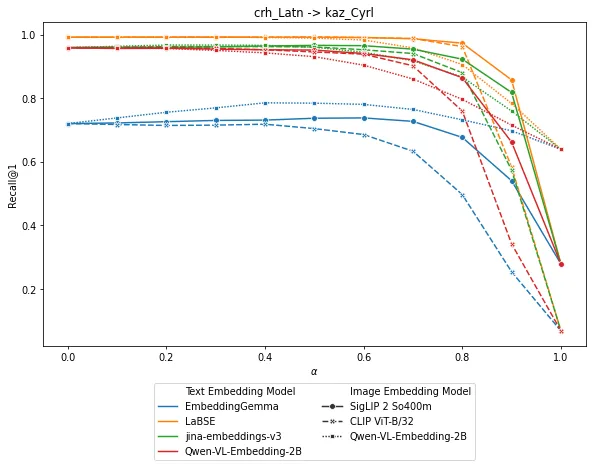 crh_Latn -> kaz_Cyrl
1.0
0.8
0.6
0.4
0.2
Recall@1
0.0 0.2 0.4 0.6 0.8 1.0
α
Text Embedding Model Image Embedding Model
EmbeddingGemma SigLIP 2 So400m
LaBSE CLIP ViT-B/32
jina-embeddings-v3 Qwen-VL-Embedding-2B
Qwen-VL-Embedding-2B